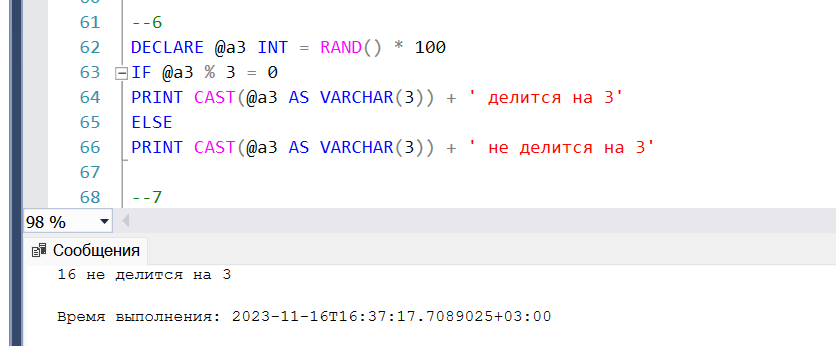 61 --6
62 DECLARE @a3 INT = RAND() * 100
63 IF @a3 % 3 = 0
64 PRINT CAST(@a3 AS VARCHAR(3)) + ' делится на 3'
65 ELSE
66 PRINT CAST(@a3 AS VARCHAR(3)) + ' не делится на 3'
67
68 --7
98 %
Сообщения
16 не делится на 3
Время выполнения: 2023-11-16T16:37:17.7089025+03:00